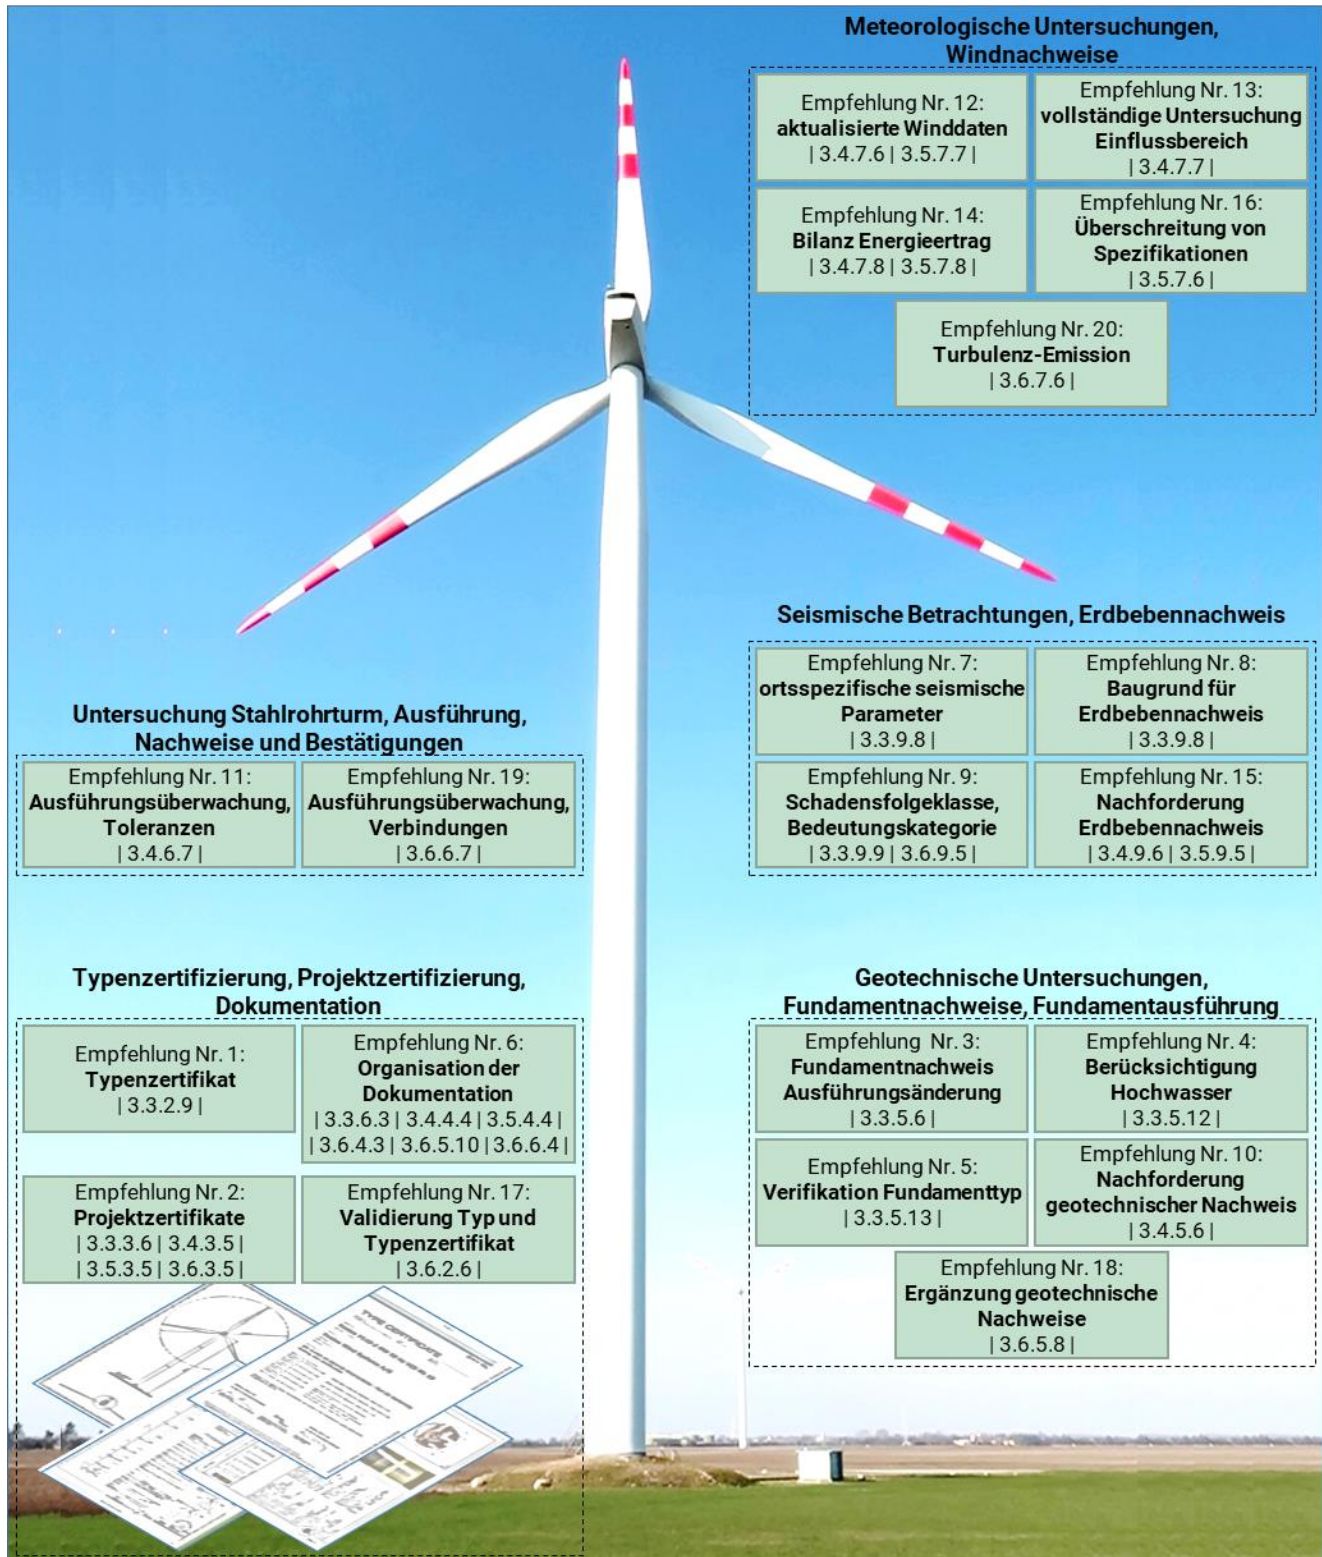 Meteorologische Untersuchungen,
Windnachweise
Empfehlung Nr. 12:
aktualisierte Winddaten
| 3.4.7.6 | 3.5.7.7 |
Empfehlung Nr. 13:
vollständige Untersuchung
Einflussbereich
| 3.4.7.7 |
Empfehlung Nr. 14:
Bilanz Energieertrag
| 3.4.7.8 | 3.5.7.8 |
Empfehlung Nr. 16:
Überschreitung von
Spezifikationen
| 3.5.7.6 |
Empfehlung Nr. 20:
Turbulenz-Emission
| 3.6.7.6 |
Seismische Betrachtungen, Erdbebennachweis
Empfehlung Nr. 7:
ortsspezifische seismische
Parameter
| 3.3.9.8 |
Empfehlung Nr. 8:
Baugrund für
Erdbebennachweis
| 3.3.9.8 |
Empfehlung Nr. 9:
Schadensfolgeklasse,
Bedeutungskategorie
| 3.3.9.9 | 3.6.9.5 |
Empfehlung Nr. 15:
Nachforderung
Erdbebennachweis
| 3.4.9.6 | 3.5.9.5 |
Untersuchung Stahlrohrturm, Ausführung,
Nachweise und Bestätigungen
Empfehlung Nr. 11:
Ausführungsüberwachung,
Toleranzen
| 3.4.6.7 |
Empfehlung Nr. 19:
Ausführungsüberwachung,
Verbindungen
| 3.6.6.7 |
Typenzertifizierung, Projektzertifizierung,
Dokumentation
Empfehlung Nr. 1:
Typenzertifikat
| 3.3.2.9 |
Empfehlung Nr. 6:
Organisation der
Dokumentation
| 3.3.6.3 | 3.4.4.4 | 3.5.4.4 |
| 3.6.4.3 | 3.6.5.10 | 3.6.6.4 |
Empfehlung Nr. 2:
Projektzertifikate
| 3.3.3.6 | 3.4.3.5 |
| 3.5.3.5 | 3.6.3.5 |
Empfehlung Nr. 17:
Validierung Typ und
Typenzertifikat
| 3.6.2.6 |
TYPE CERTIFICATE
Geotechnische Untersuchungen,
Fundamentnachweise, Fundamentausführung
Empfehlung Nr. 3:
Fundamentnachweis
Ausführungsänderung
| 3.3.5.6 |
Empfehlung Nr. 4:
Berücksichtigung
Hochwasser
| 3.3.5.12 |
Empfehlung Nr. 5:
Verifikation Fundamenttyp
| 3.3.5.13 |
Empfehlung Nr. 10:
Nachforderung
geotechnischer Nachweis
| 3.4.5.6 |
Empfehlung Nr. 18:
Ergänzung geotechnische
Nachweise
| 3.6.5.8 |